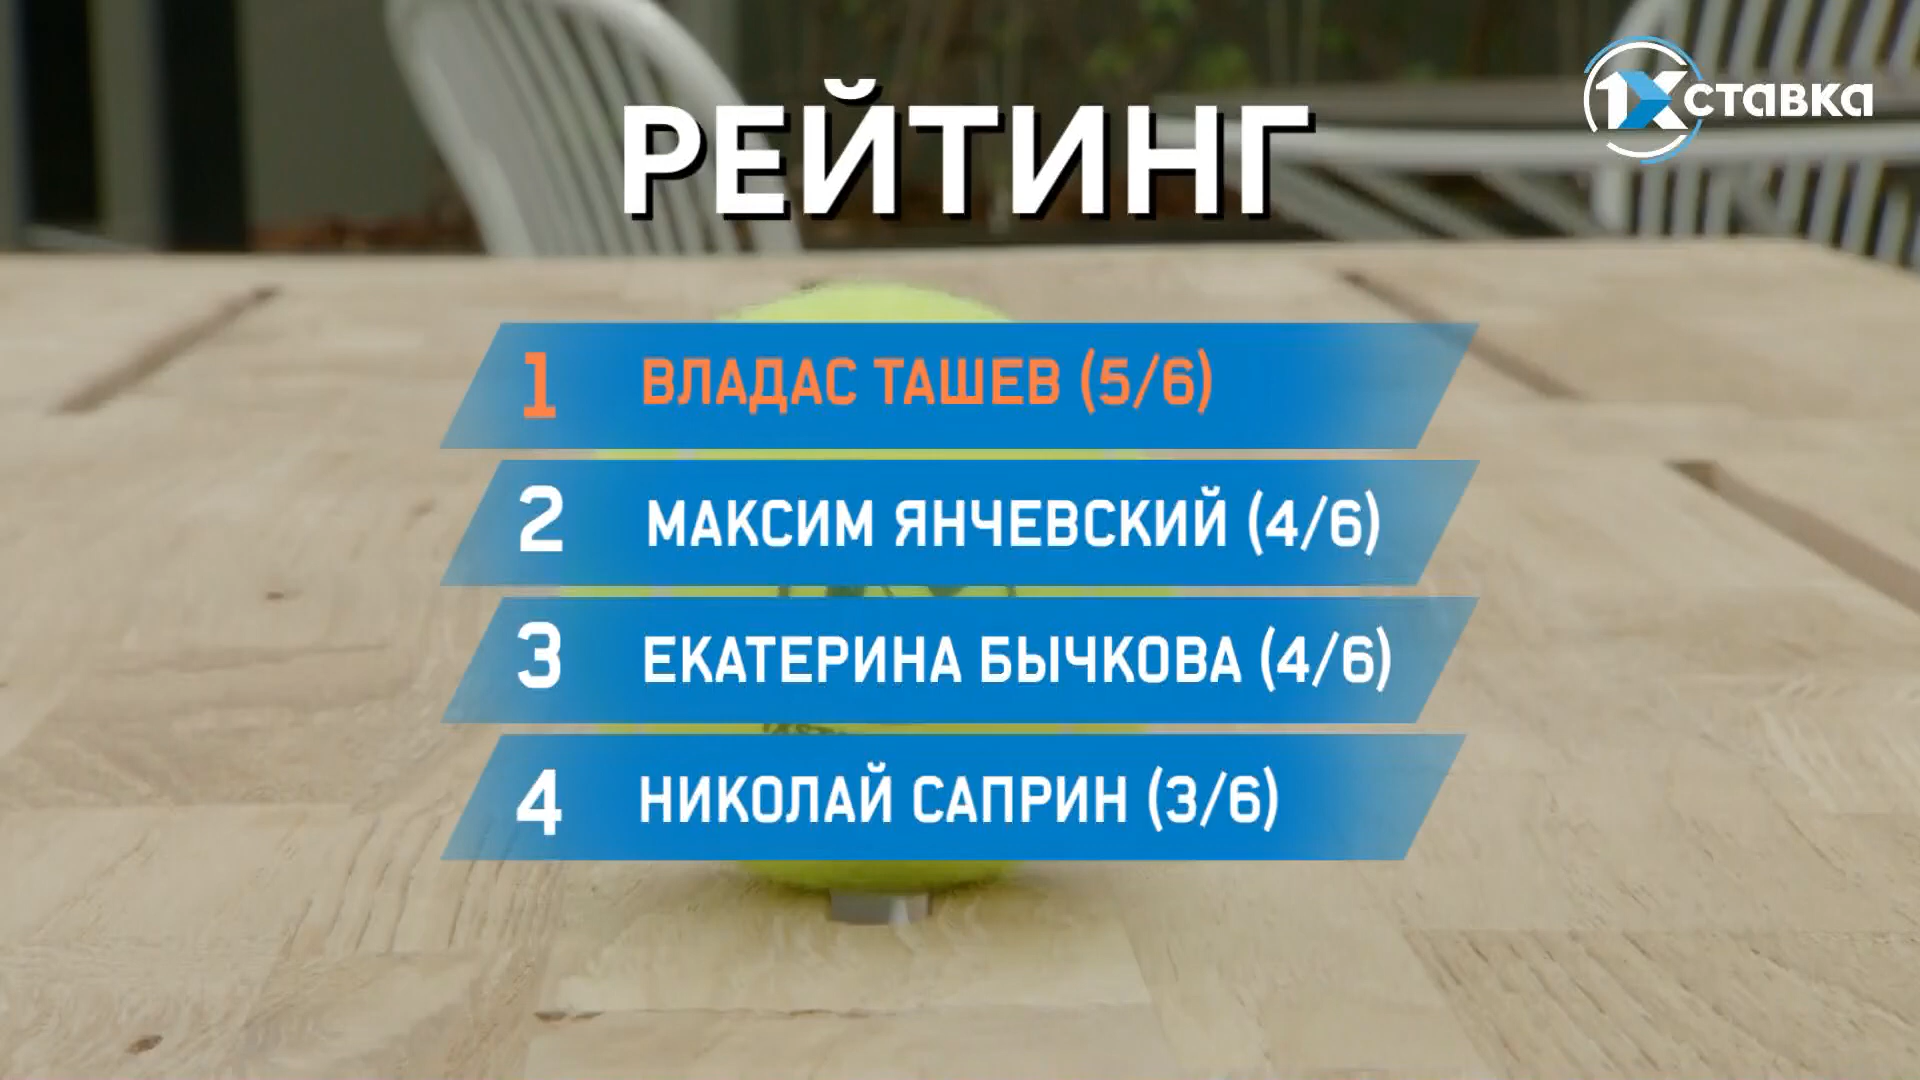 1Хставка
РЕЙТИНГ
1 ВЛАДАС ТАШЕВ (5/6)
2 МАКСИМ ЯНЧЕВСКИЙ (4/6)
3 ЕКАТЕРИНА БЫЧКОВА (4/6)
4 НИКОЛАЙ САПРИН (3/6)